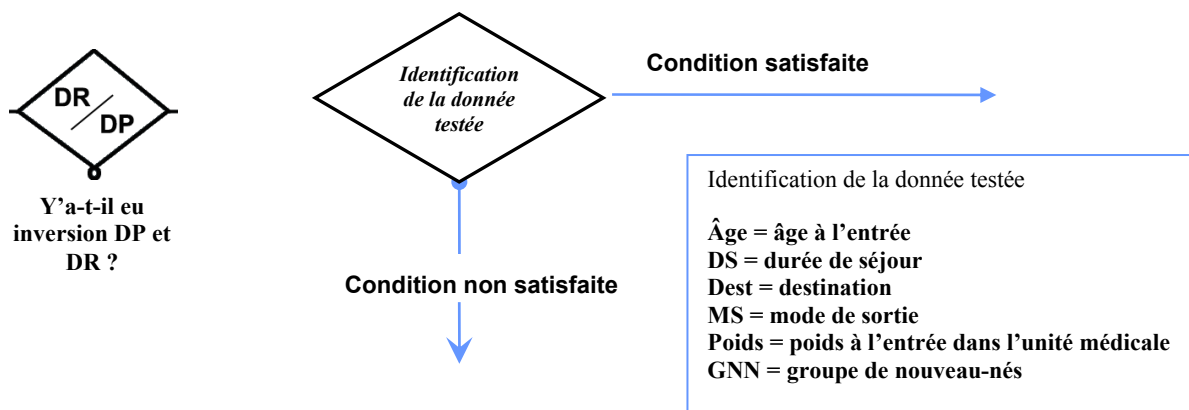 DR
DP
Y'a-t-il eu
inversion DP et
DR ?
Identification
de la donnée
testée
Condition satisfaite
Condition non satisfaite
Identification de la donnée testée
Âge = âge à l'entrée
DS = durée de séjour
Dest = destination
MS = mode de sortie
Poids = poids à l'entrée dans l'unité médicale
GNN = groupe de nouveau-nés